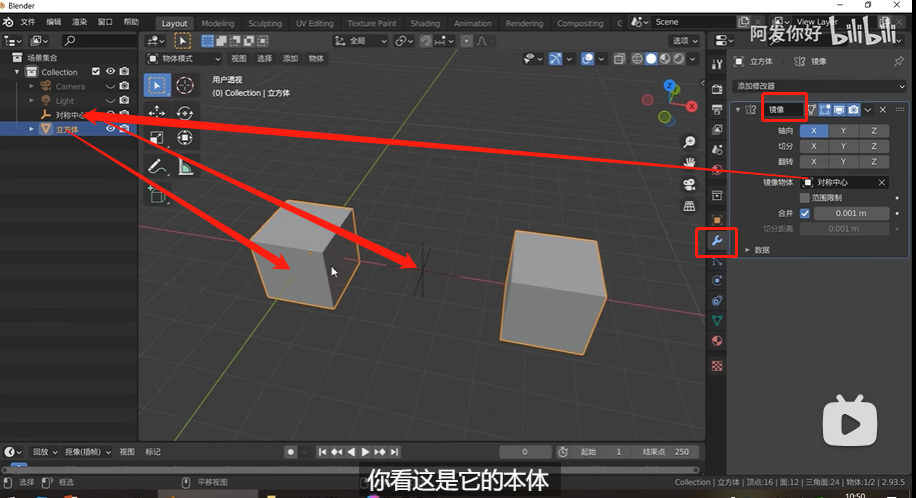 Blender
文件 编辑 渲染 窗口 帮助 Layout Modeling Sculpting UV Editing Texture Paint Shading Animation Rendering Compositing Scene View Layer
阿发你好 bilibili
全局 选项
物体模式 视图 选择 添加 物体
场景集合
Collection
Camera
Light
对称中心
立方体
用户透视
(0) Collection | 立方体
Z
X
立方体 镜像
添加修改器
镜像
轴向 X Y Z
切分 X Y Z
翻转 X Y Z
镜像物体 对称中心
范围限制
合并 0.001 m
切分距离 0.001 m
数据
回放 抠像(插帧) 视图 标记 0 起始 1 结束点 250
选择 框选 平移视图 Collection | 立方体 | 顶点:16 | 面:12 | 三角面:24 | 物体:1/2 | 2.93.5
你看这是它的本体
10:50